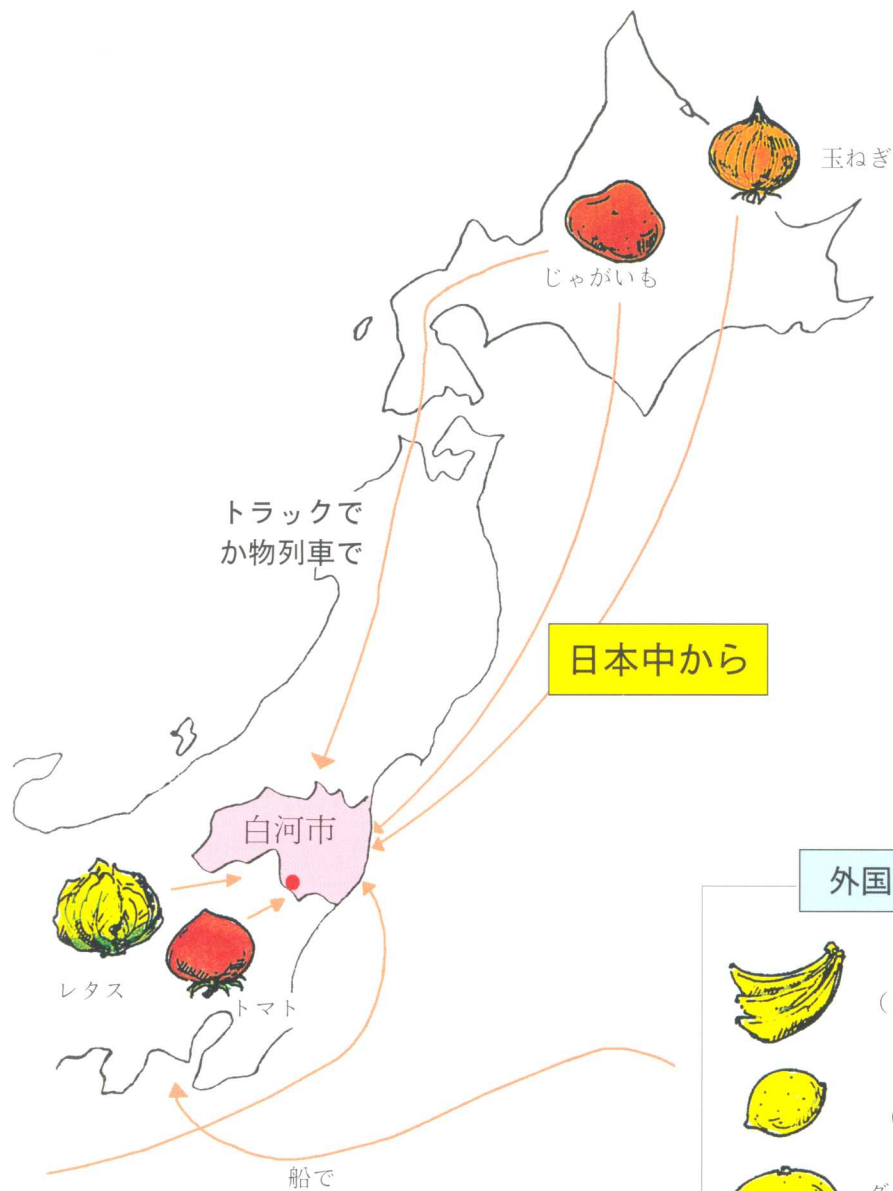 玉ねぎ
じゃがいも
トラックで
か物列車で
日本中から
白河市
外国
レタス
トマト
（
船で